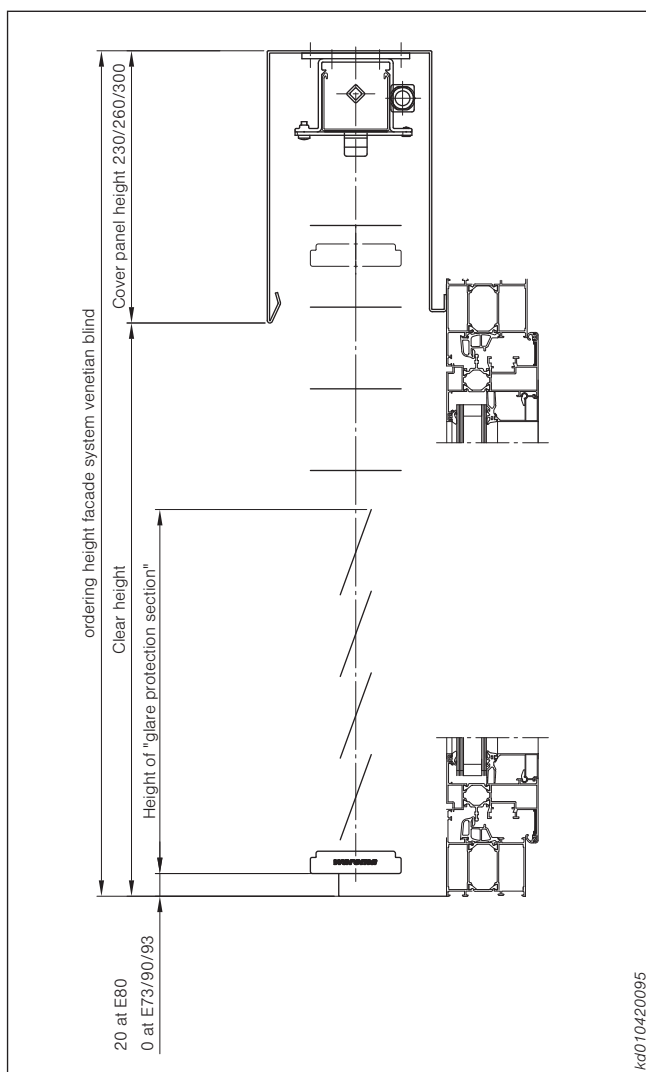 ordering height facade system venetian blind
Cover panel height 230/260/300
Clear height
Height of "glare protection section"
20 at E80
0 at E73/90/93
warema
kd010420095